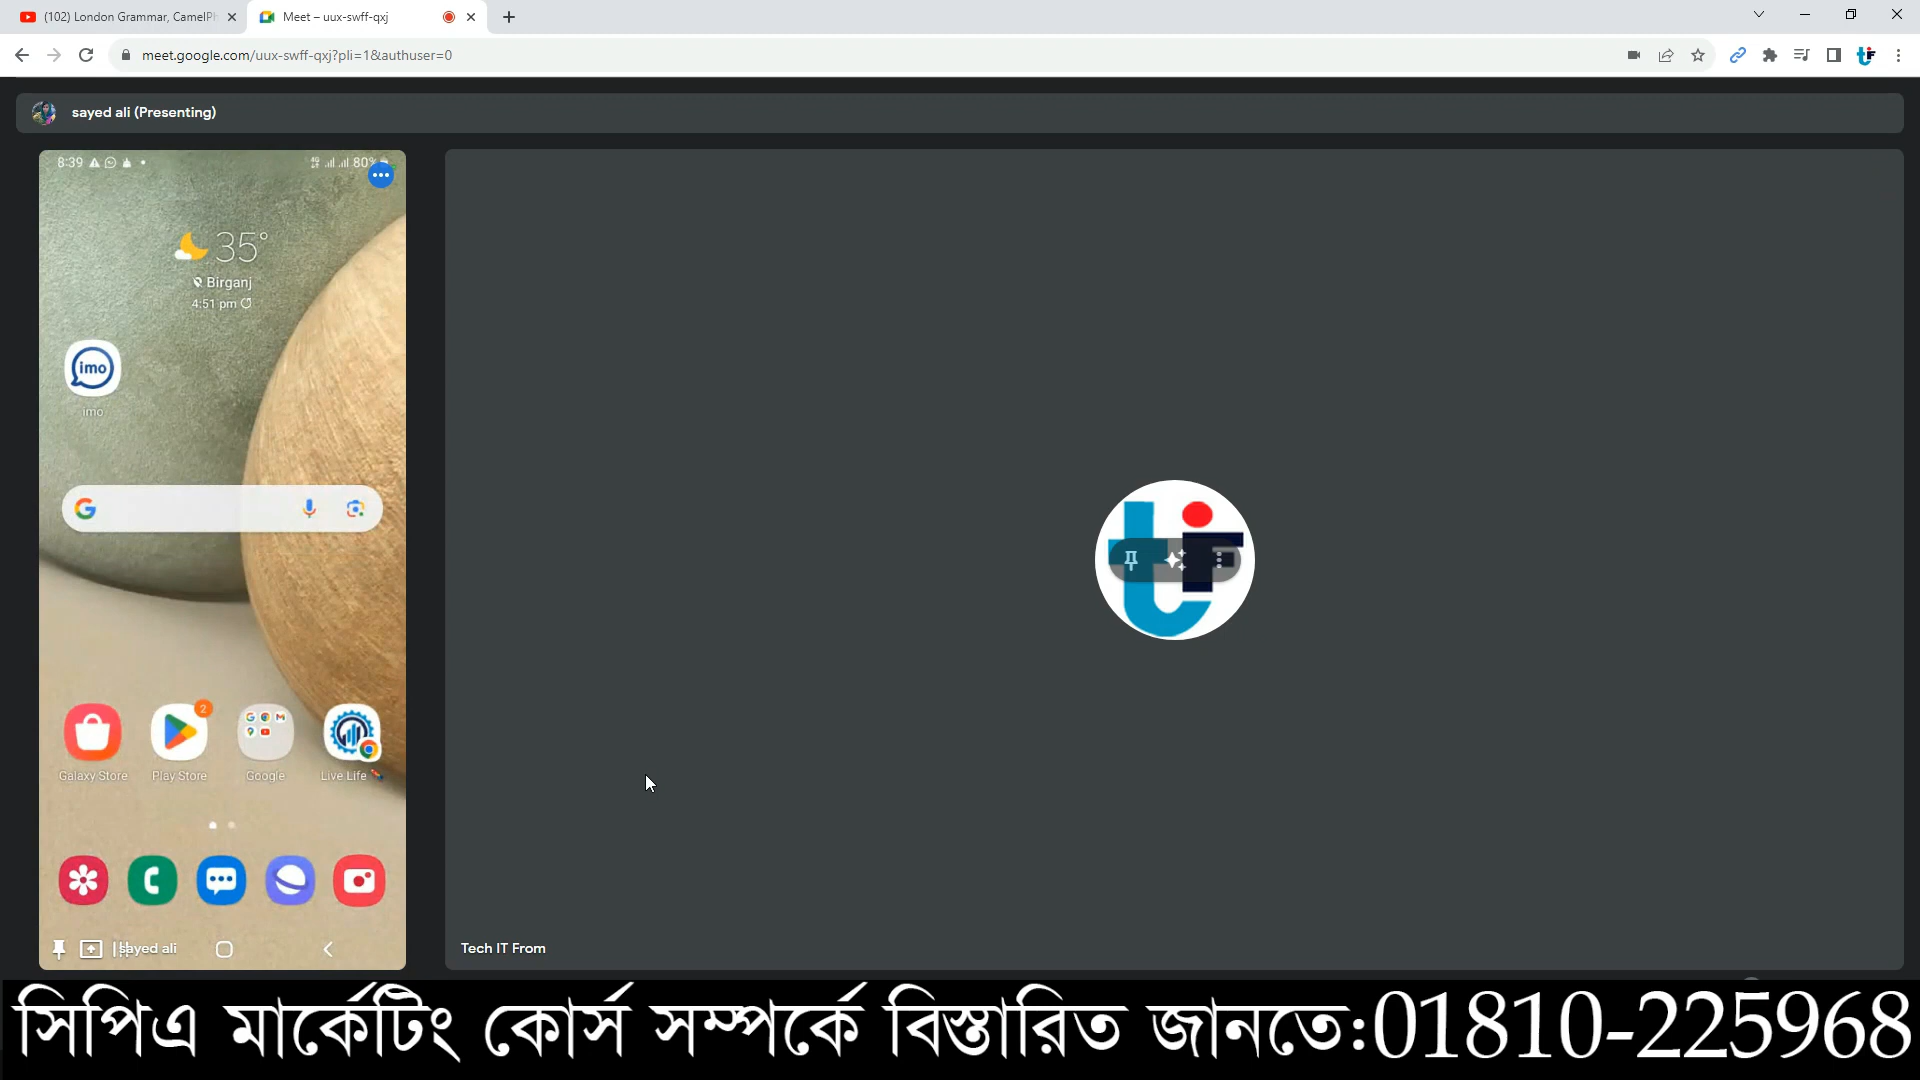 (102) London Grammar, CamelPh
Meet – uux-swff-qxj
meet.google.com/uux-swff-qxj?pli=1&authuser=0
sayed ali (Presenting)
8:39
80%
35°
Birganj
4:51 pm
imo
imo
2
Galaxy Store
Play Store
Google
Live Life
sayed ali
Tech IT From
সিপিএ মার্কেটিং কোর্স সম্পর্কে বিস্তারিত জানতে:01810-225968